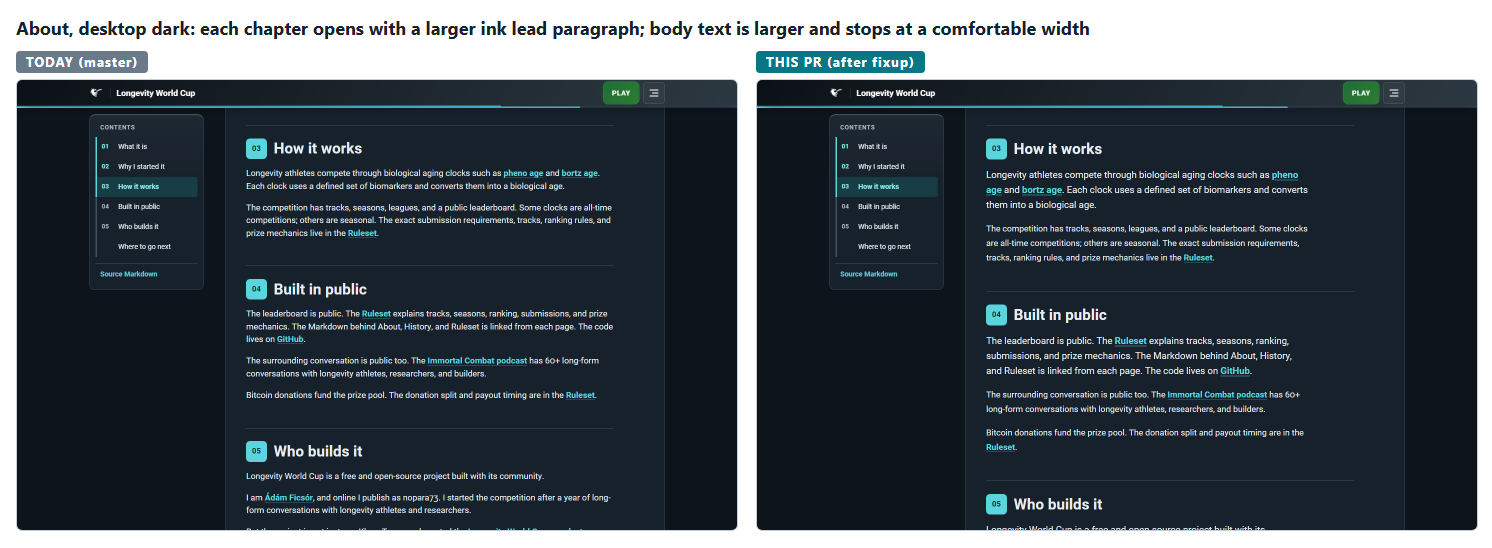 About, desktop dark: each chapter opens with a larger ink lead paragraph; body text is larger and stops at a comfortable width
TODAY (master)
Longevity World Cup
PLAY
CONTENTS
01 What it is
02 Why I started it
03 How it works
04 Built in public
05 Who builds it
Where to go next
Source Markdown
03 How it works
Longevity athletes compete through biological aging clocks such as pheno age and bortz age.
Each clock uses a defined set of biomarkers and converts them into a biological age.
The competition has tracks, seasons, leagues, and a public leaderboard. Some clocks are all-time
competitions; others are seasonal. The exact submission requirements, tracks, ranking rules, and
prize mechanics live in the Ruleset.
04 Built in public
The leaderboard is public. The Ruleset explains tracks, seasons, ranking, submissions, and prize
mechanics. The Markdown behind About, History, and Ruleset is linked from each page. The code
lives on GitHub.
The surrounding conversation is public too. The Immortal Combat podcast has 60+ long-form
conversations with longevity athletes, researchers, and builders.
Bitcoin donations fund the prize pool. The donation split and payout timing are in the Ruleset.
05 Who builds it
Longevity World Cup is a free and open-source project built with its community.
I am Ádám Ficsór, and online I publish as nopara73. I started the competition after a year of long-
form conversations with longevity athletes and researchers.
THIS PR (after fixup)
Longevity World Cup
PLAY
CONTENTS
01 What it is
02 Why I started it
03 How it works
04 Built in public
05 Who builds it
Where to go next
Source Markdown
03 How it works
Longevity athletes compete through biological aging clocks such as pheno
age and bortz age. Each clock uses a defined set of biomarkers and converts
them into a biological age.
The competition has tracks, seasons, leagues, and a public leaderboard. Some clocks
are all-time competitions; others are seasonal. The exact submission requirements,
tracks, ranking rules, and prize mechanics live in the Ruleset.
04 Built in public
The leaderboard is public. The Ruleset explains tracks, seasons, ranking,
submissions, and prize mechanics. The Markdown behind About, History,
and Ruleset is linked from each page. The code lives on GitHub.
The surrounding conversation is public too. The Immortal Combat podcast has 60+
long-form conversations with longevity athletes, researchers, and builders.
Bitcoin donations fund the prize pool. The donation split and payout timing are in the
Ruleset.
05 Who builds it
Longevity World Cup is a free and open-source project built with its